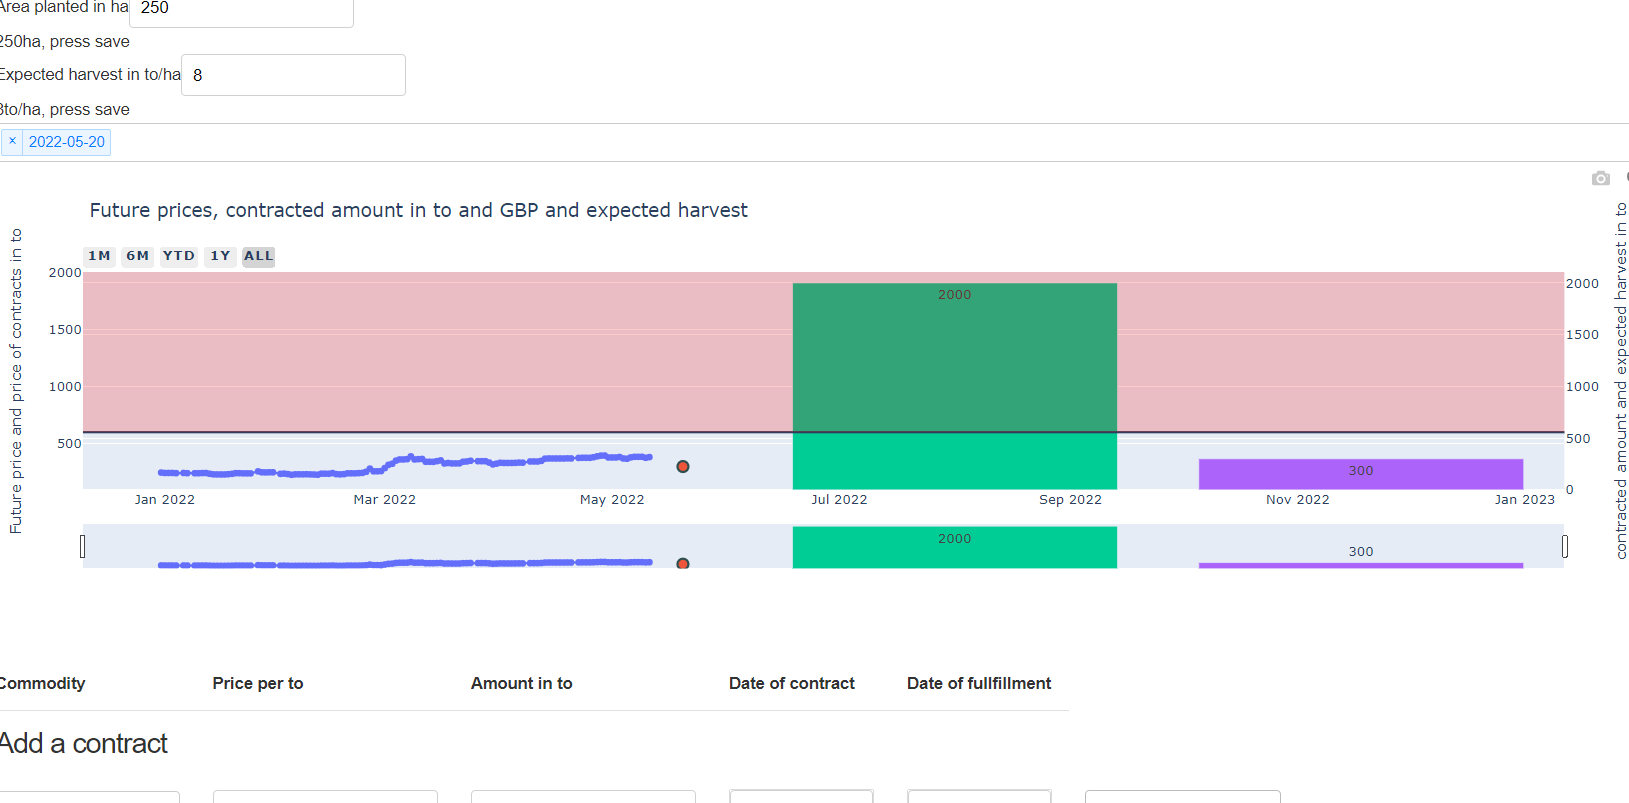 Area planted in ha 250
250ha, press save
Expected harvest in to/ha 8
8to/ha, press save
× 2022-05-20
Future prices, contracted amount in to and GBP and expected harvest
1M 6M YTD 1Y ALL
Future price and price of contracts in to
2000
1500
1000
500
2000
1500
1000
500
0
contracted amount and expected harvest in to
2000
300
Jan 2022 Mar 2022 May 2022 Jul 2022 Sep 2022 Nov 2022 Jan 2023
2000
300
Commodity Price per to Amount in to Date of contract Date of fullfillment
Add a contract